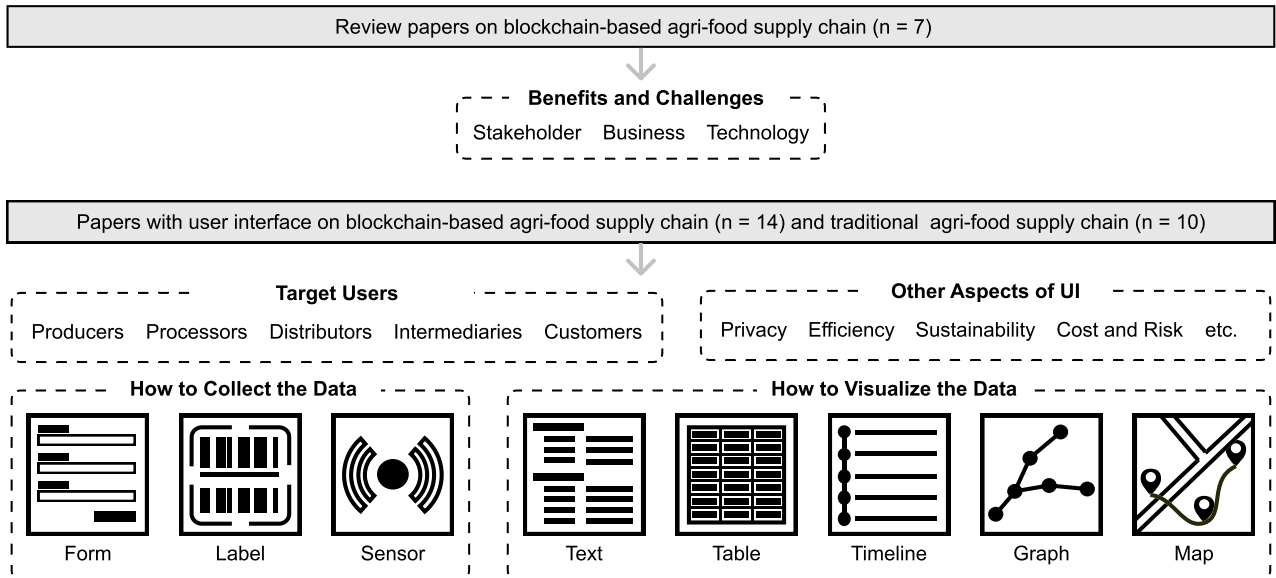 Review papers on blockchain-based agri-food supply chain (n = 7)
Benefits and Challenges
Stakeholder Business Technology
Papers with user interface on blockchain-based agri-food supply chain (n = 14) and traditional agri-food supply chain (n = 10)
Target Users
Producers Processors Distributors Intermediaries Customers
Other Aspects of UI
Privacy Efficiency Sustainability Cost and Risk etc.
How to Collect the Data
Form Label Sensor
How to Visualize the Data
Text Table Timeline Graph Map